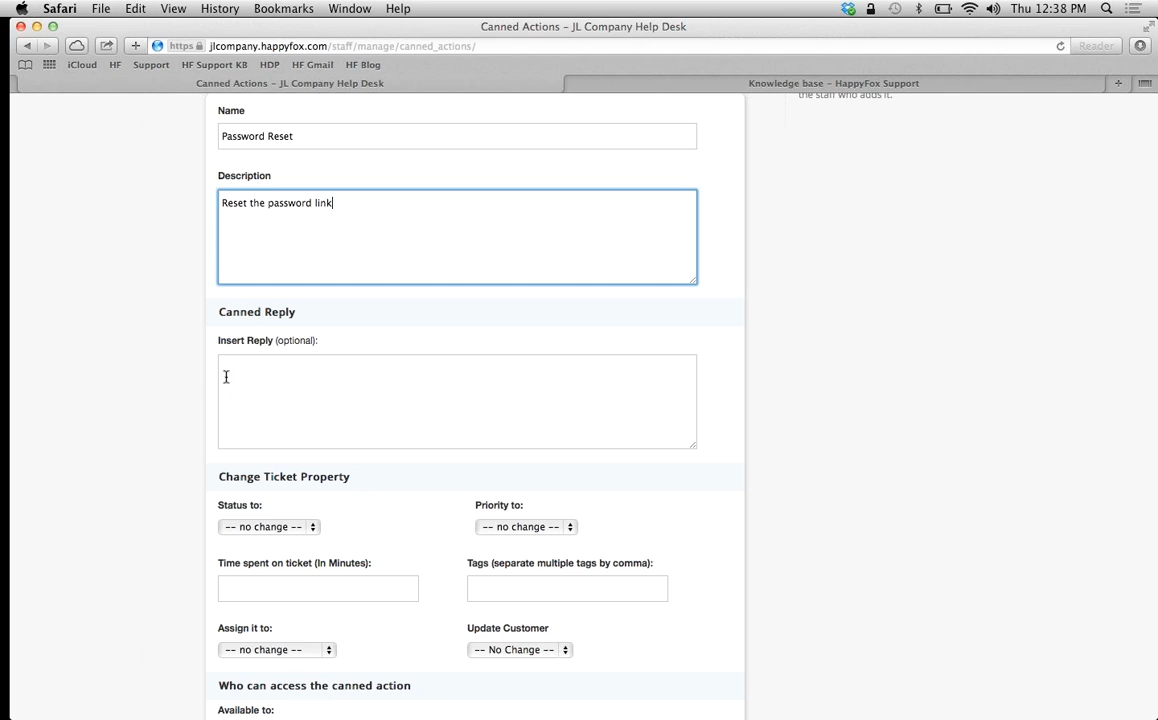 Safari File Edit View History Bookmarks Window Help Thu 12:38 PM
Canned Actions – JL Company Help Desk
https jlcompany.happyfox.com/staff/manage/canned_actions/ Reader
iCloud HF Support HF Support KB HDP HF Gmail HF Blog
Canned Actions – JL Company Help Desk Knowledge base – HappyFox Support
the staff who adds it.
Name
Password Reset
Description
Reset the password link
Canned Reply
Insert Reply (optional):
Change Ticket Property
Status to: Priority to:
-- no change -- -- no change --
Time spent on ticket (In Minutes): Tags (separate multiple tags by comma):
Assign it to: Update Customer
-- no change -- -- No Change --
Who can access the canned action
Available to: